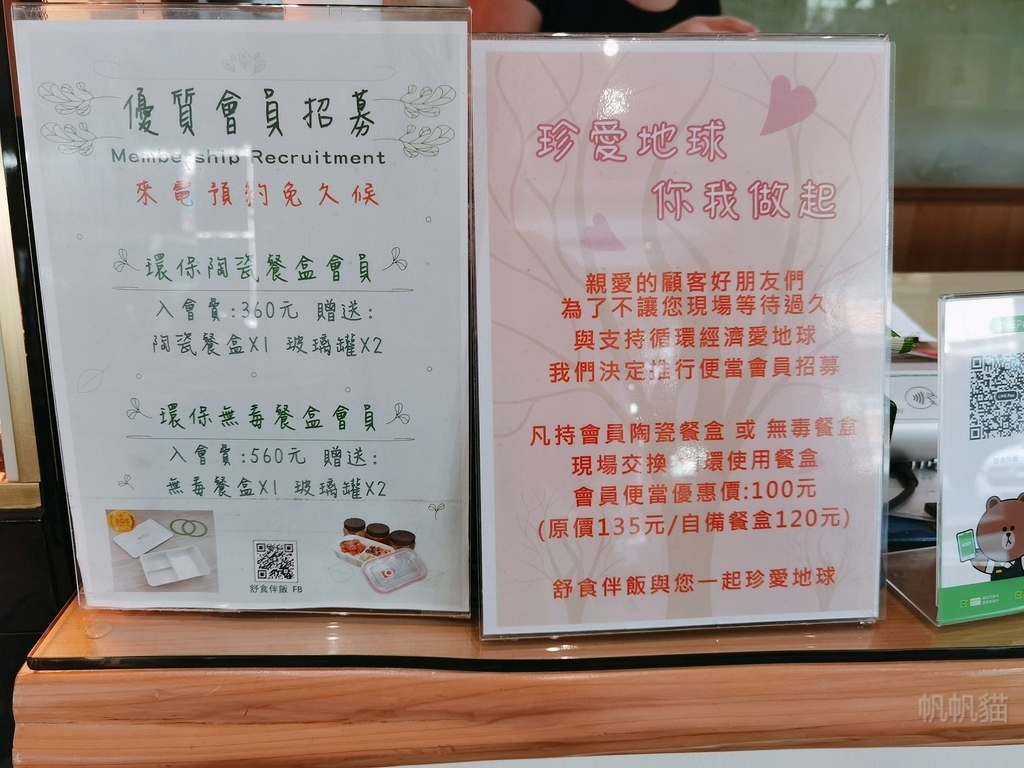 優質會員招募
Membership Recruitment
來電預約免久候
環保陶瓷餐盒會員
入會費:360元 贈送:
陶瓷餐盒X1 玻璃罐X2
環保無毒餐盒會員
入會費:560元 贈送:
無毒餐盒X1 玻璃罐X2
舒食伴飯 FB
珍愛地球
你我做起
親愛的顧客好朋友們
為了不讓您現場等待過久
與支持循環經濟愛地球
我們決定推行便當會員招募
凡持會員陶瓷餐盒 或 無毒餐盒
現場交換 循環使用餐盒
會員便當優惠價:100元
(原價135元/自備餐盒120元)
舒食伴飯與您一起珍愛地球
帆帆貓